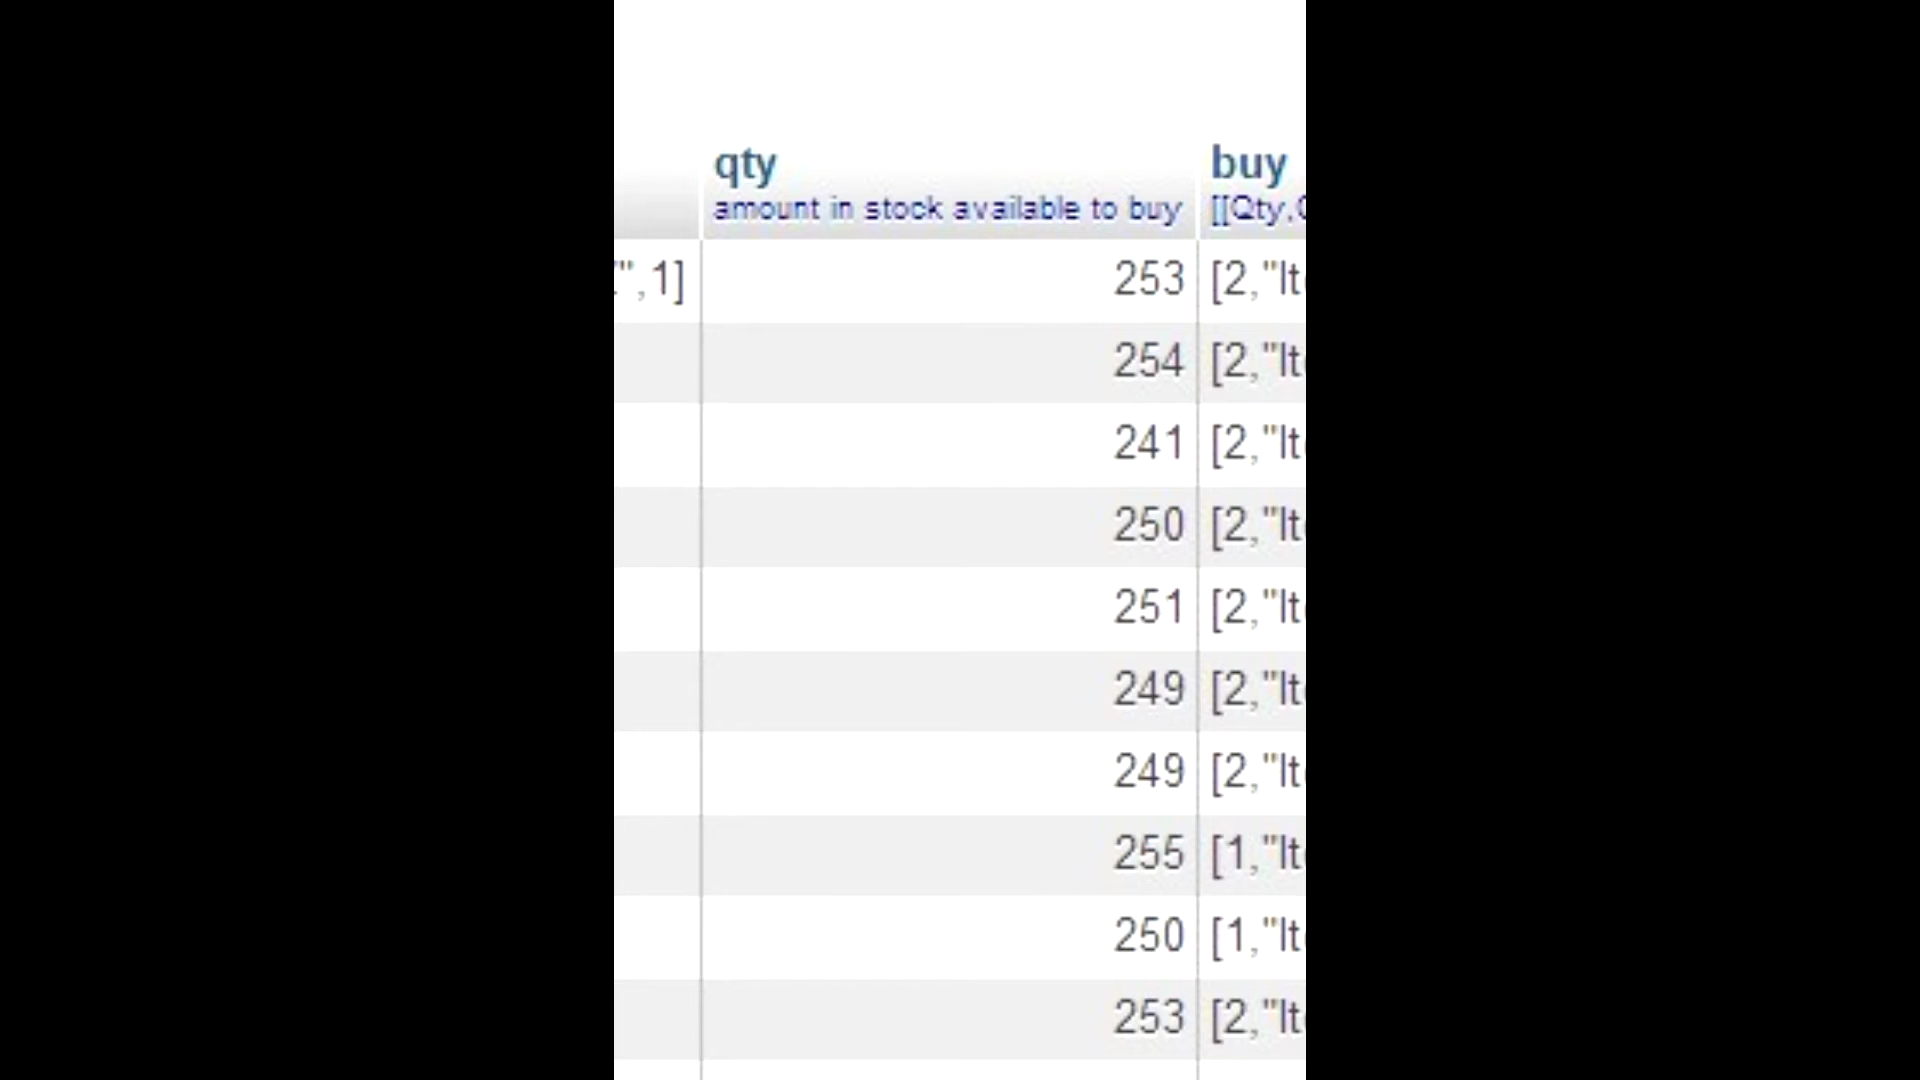 qty buy
amount in stock available to buy [[Qty,
",1] 253 [2,"It
254 [2,"It
241 [2,"It
250 [2,"It
251 [2,"It
249 [2,"It
249 [2,"It
255 [1,"It
250 [1,"It
253 [2,"It